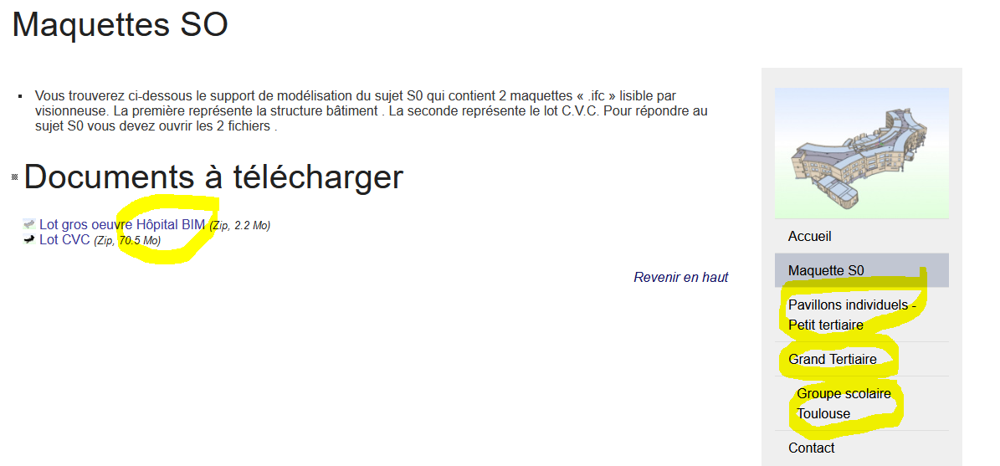 Maquettes SO
Vous trouverez ci-dessous le support de modélisation du sujet S0 qui contient 2 maquettes « .ifc » lisible par
visionneuse. La première représente la structure bâtiment . La seconde représente le lot C.V.C. Pour répondre au
sujet S0 vous devez ouvrir les 2 fichiers .
Documents à télécharger
Lot gros oeuvre Hôpital BIM (Zip, 2.2 Mo)
Lot CVC (Zip, 70.5 Mo)
Revenir en haut
Accueil
Maquette S0
Pavillons individuels -
Petit tertiaire
Grand Tertiaire
Groupe scolaire
Toulouse
Contact